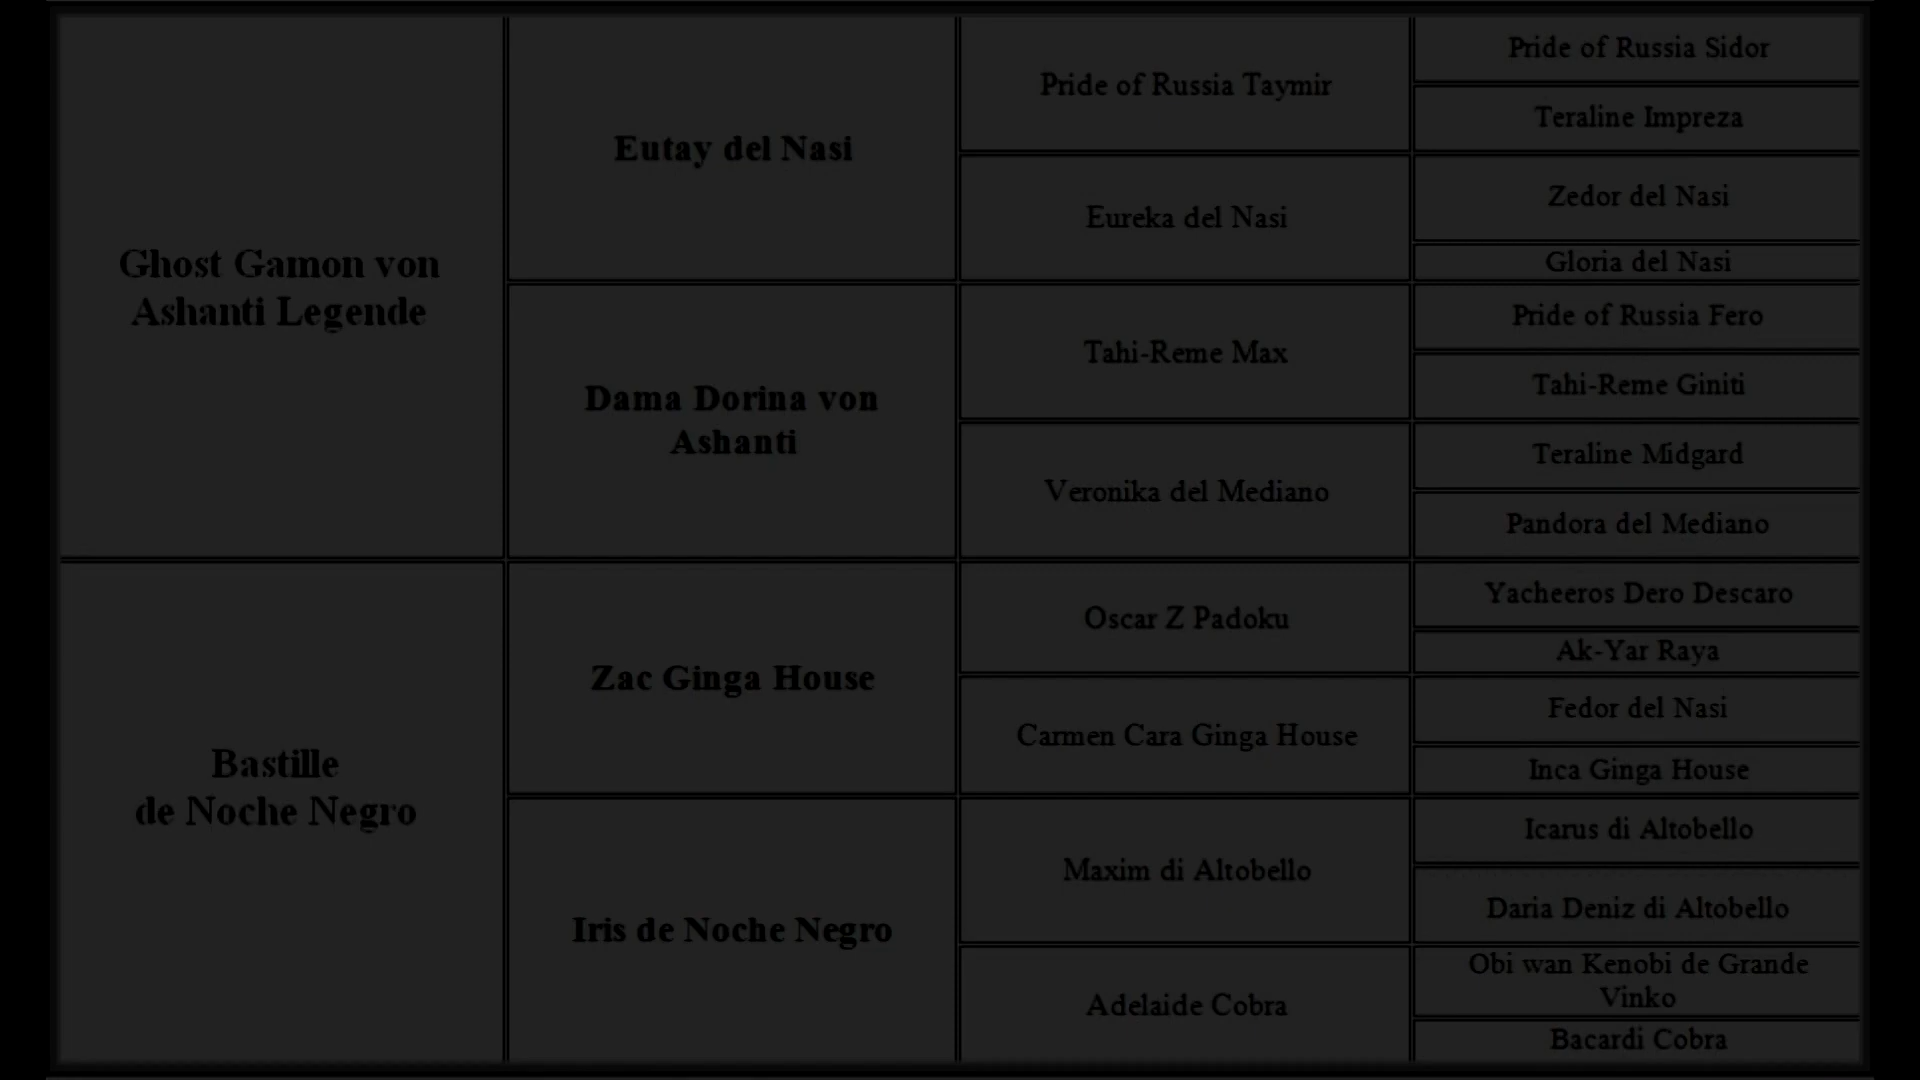 Ghost Gamon von
Ashanti Legende
Eutay del Nasi
Pride of Russia Taymir
Pride of Russia Sidor
Teraline Impreza
Eureka del Nasi
Zedor del Nasi
Gloria del Nasi
Dama Dorina von
Ashanti
Tahi-Reme Max
Pride of Russia Fero
Tahi-Reme Giniti
Veronika del Mediano
Teraline Midgard
Pandora del Mediano
Bastille
de Noche Negro
Zac Ginga House
Oscar Z Padoku
Yacheeros Dero Descaro
Ak-Yar Raya
Carmen Cara Ginga House
Fedor del Nasi
Inca Ginga House
Iris de Noche Negro
Maxim di Altobello
Icarus di Altobello
Daria Deniz di Altobello
Adelaide Cobra
Obi wan Kenobi de Grande
Vinko
Bacardi Cobra